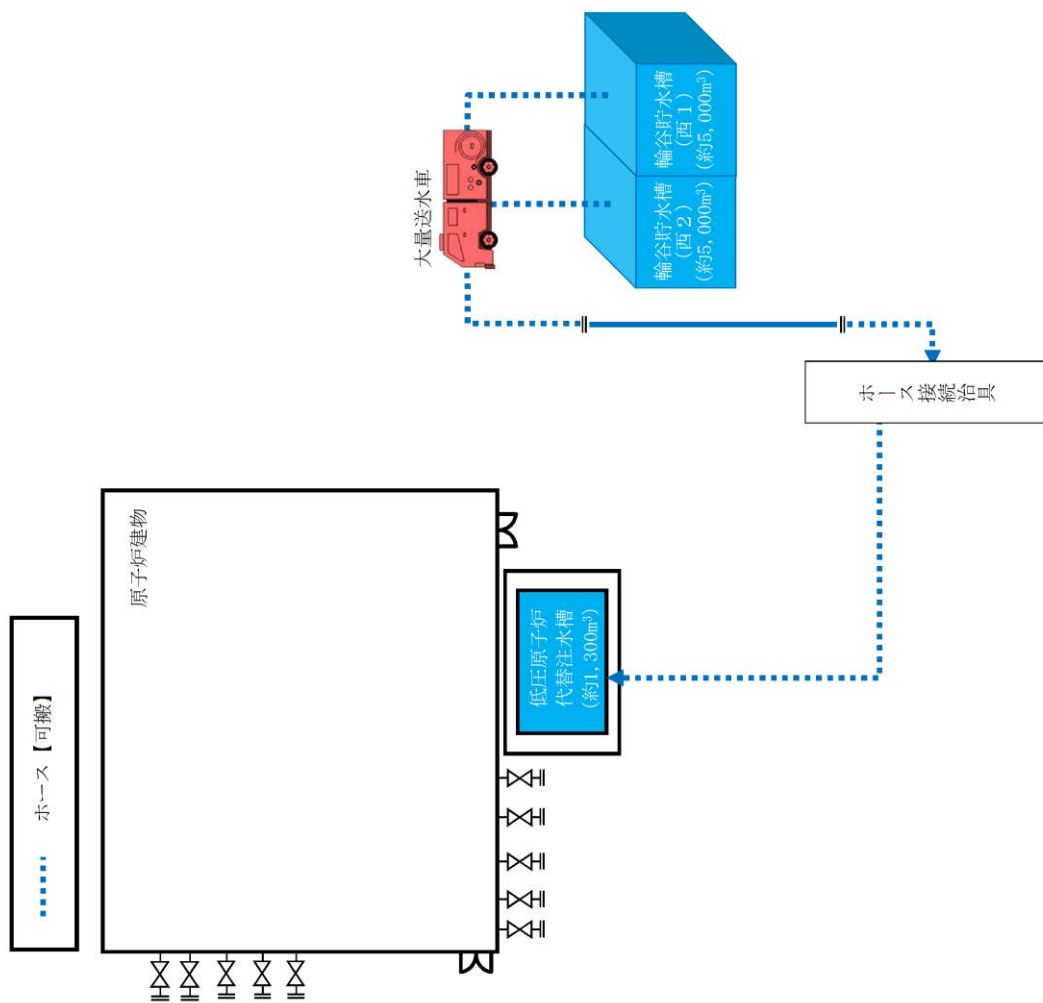 ホース【可搬】
原子炉建物
低圧原子炉
代替注水槽
(約1,300m³)
大量送水車
輪谷貯水槽
(西2)
(約5,000m³)
輪谷貯水槽
(西1)
(約5,000m³)
ホース接続治具